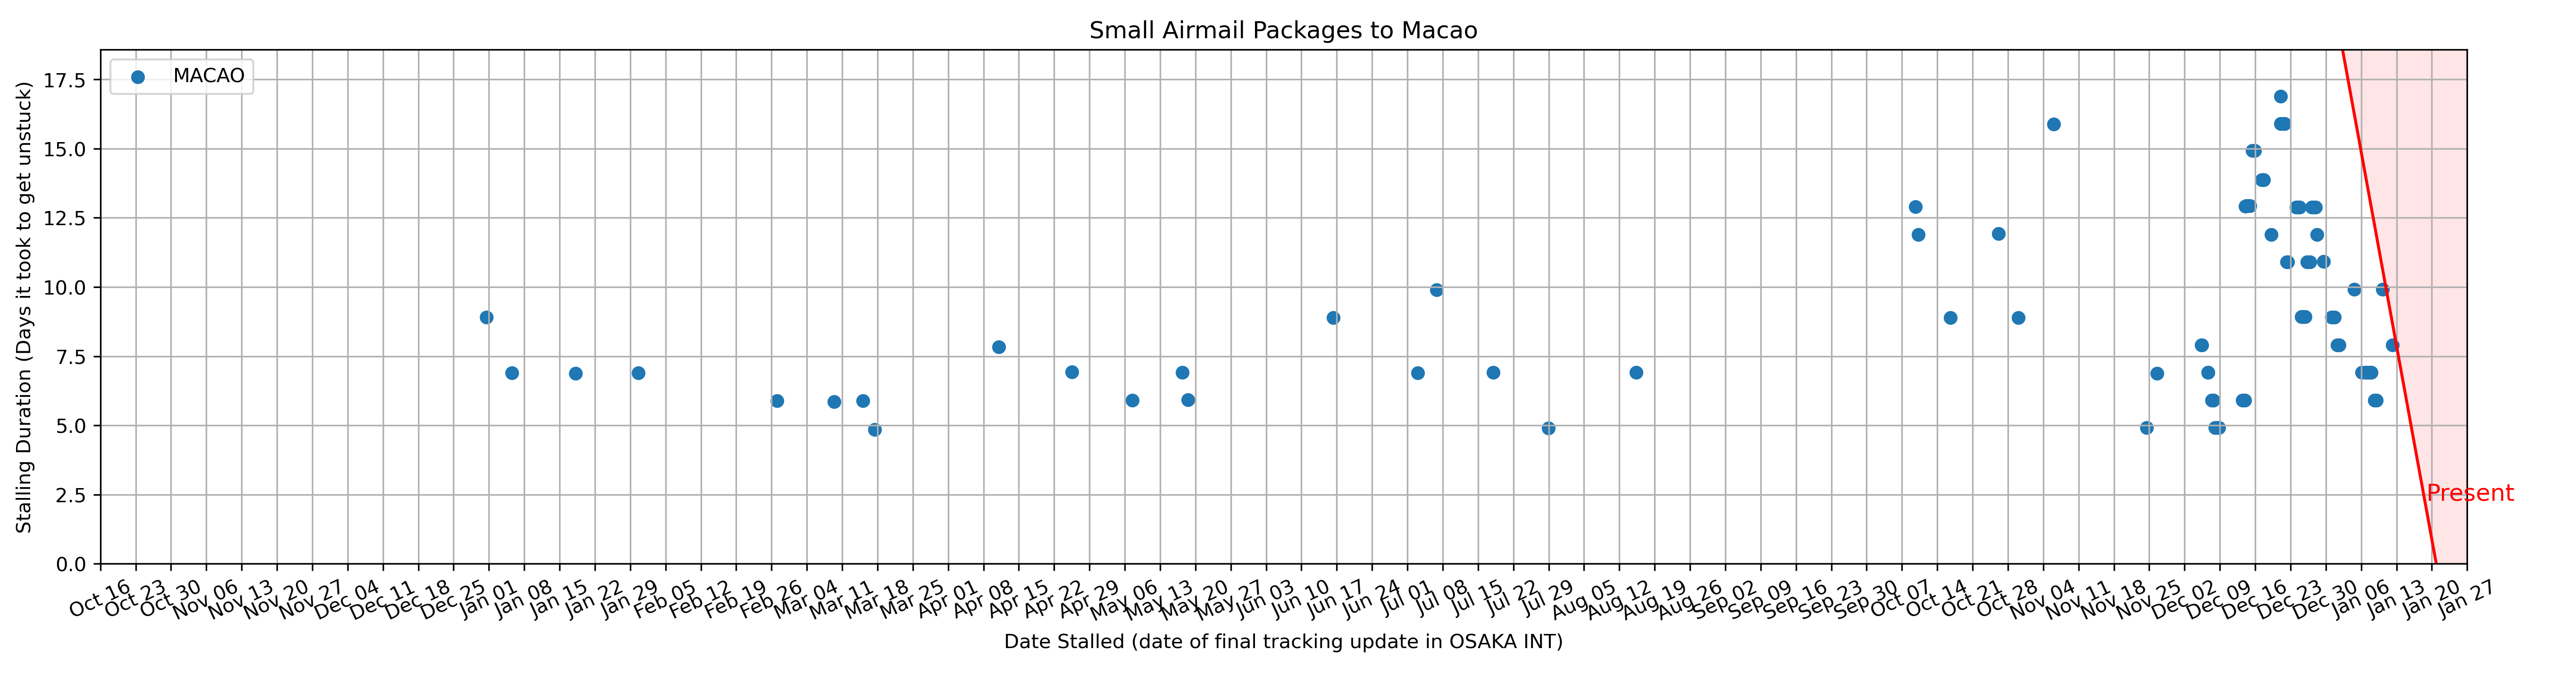 Small Airmail Packages to Macao
MACAO
Stalling Duration (Days it took to get unstuck)
17.5
15.0
12.5
10.0
7.5
5.0
2.5
0.0
Present
Oct 16 Oct 23 Oct 30 Nov 06 Nov 13 Nov 20 Nov 27 Dec 04 Dec 11 Dec 18 Dec 25 Jan 01 Jan 08 Jan 15 Jan 22 Jan 29 Feb 05 Feb 12 Feb 19 Feb 26 Mar 04 Mar 11 Mar 18 Mar 25 Apr 01 Apr 08 Apr 15 Apr 22 Apr 29 May 06 May 13 May 20 May 27 Jun 03 Jun 10 Jun 17 Jun 24 Jul 01 Jul 08 Jul 15 Jul 22 Jul 29 Aug 05 Aug 12 Aug 19 Aug 26 Sep 02 Sep 09 Sep 16 Sep 23 Sep 30 Oct 07 Oct 14 Oct 21 Oct 28 Nov 04 Nov 11 Nov 18 Nov 25 Dec 02 Dec 09 Dec 16 Dec 23 Dec 30 Jan 06 Jan 13 Jan 20 Jan 27
Date Stalled (date of final tracking update in OSAKA INT)